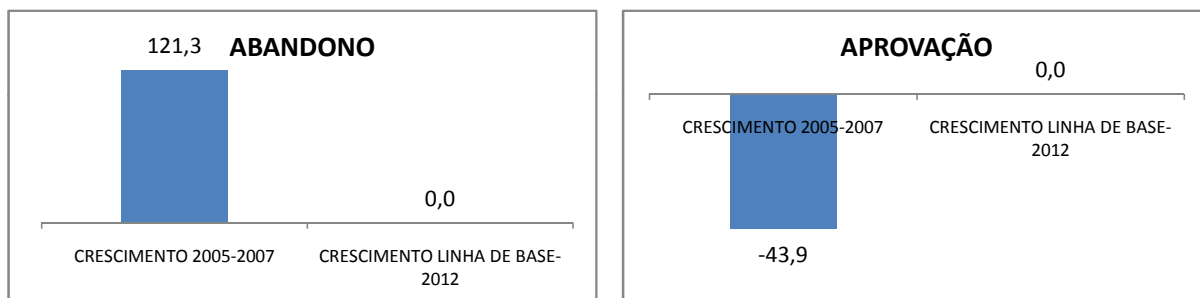 ABANDONO
121,3
0,0
CRESCIMENTO 2005-2007
CRESCIMENTO LINHA DE BASE-
2012
APROVAÇÃO
0,0
CRESCIMENTO 2005-2007
CRESCIMENTO LINHA DE BASE-
2012
-43,9